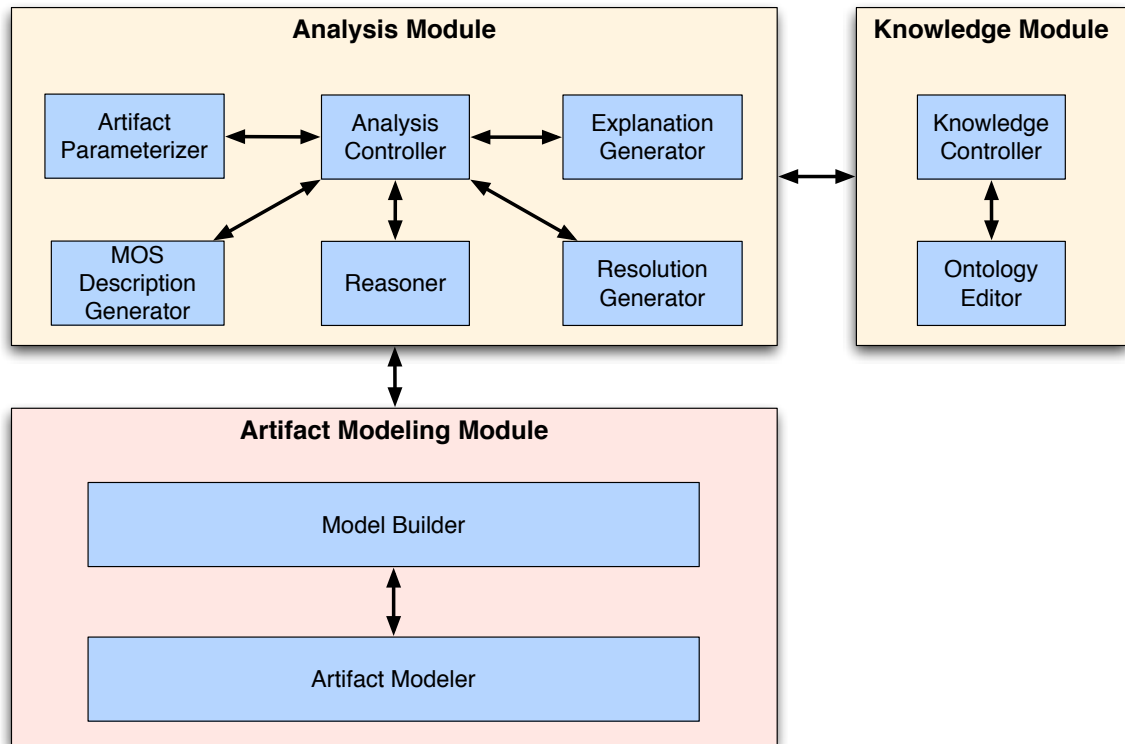 Analysis Module
Knowledge Module
Artifact
Parameterizer
Analysis
Controller
Explanation
Generator
Knowledge
Controller
MOS
Description
Generator
Reasoner
Resolution
Generator
Ontology
Editor
Artifact Modeling Module
Model Builder
Artifact Modeler